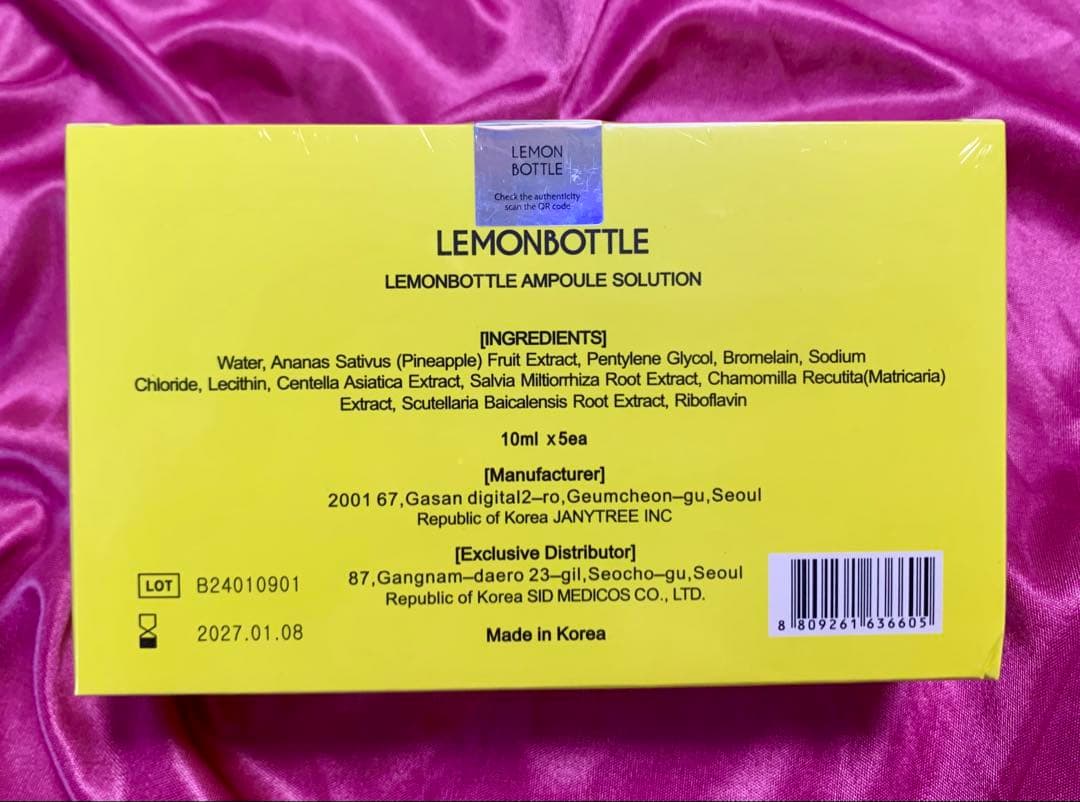 LEMON
BOTTLE
Check the authenticity
scan the QR code
LEMONBOTTLE
LEMONBOTTLE AMPOULE SOLUTION
[INGREDIENTS]
Water, Ananas Sativus (Pineapple) Fruit Extract, Pentylene Glycol, Bromelain, Sodium
Chloride, Lecithin, Centella Asiatica Extract, Salvia Miltiorrhiza Root Extract, Chamomilla Recutita(Matricaria)
Extract, Scutellaria Baicalensis Root Extract, Riboflavin
10ml x5ea
[Manufacturer]
2001 67,Gasan digital2–ro,Geumcheon–gu,Seoul
Republic of Korea JANYTREE INC
[Exclusive Distributor]
87,Gangnam–daero 23–gil,Seocho–gu,Seoul
Republic of Korea SID MEDICOS CO., LTD.
Made in Korea
LOT B24010901
2027.01.08
8 809261 636605